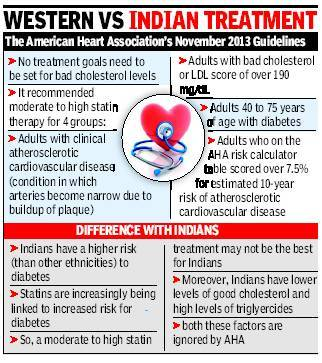 WESTERN VS INDIAN TREATMENT
The American Heart Association's November 2013 Guidelines
➤ No treatment goals need to
be set for bad cholesterol levels
➤ It recommended
moderate to high statin
therapy for 4 groups:
➤ Adults with clinical
atherosclerotic
cardiovascular disease
(condition in which
arteries become narrow due to
buildup of plaque)
➤ Adults with bad cholesterol
or LDL score of over 190
mg/dL
➤ Adults 40 to 75 years
of age with diabetes
➤ Adults who on the
AHA risk calculator
table scored over 7.5%
for estimated 10-year
risk of atherosclerotic
cardiovascular disease
DIFFERENCE WITH INDIANS
➤ Indians have a higher risk
(than other ethnicities) to
diabetes
➤ Statins are increasingly being
linked to increased risk for
diabetes
➤ So, a moderate to high statin
treatment may not be the best
for Indians
➤ Moreover, Indians have lower
levels of good cholesterol and
high levels of triglycerides
➤ both these factors are
ignored by AHA